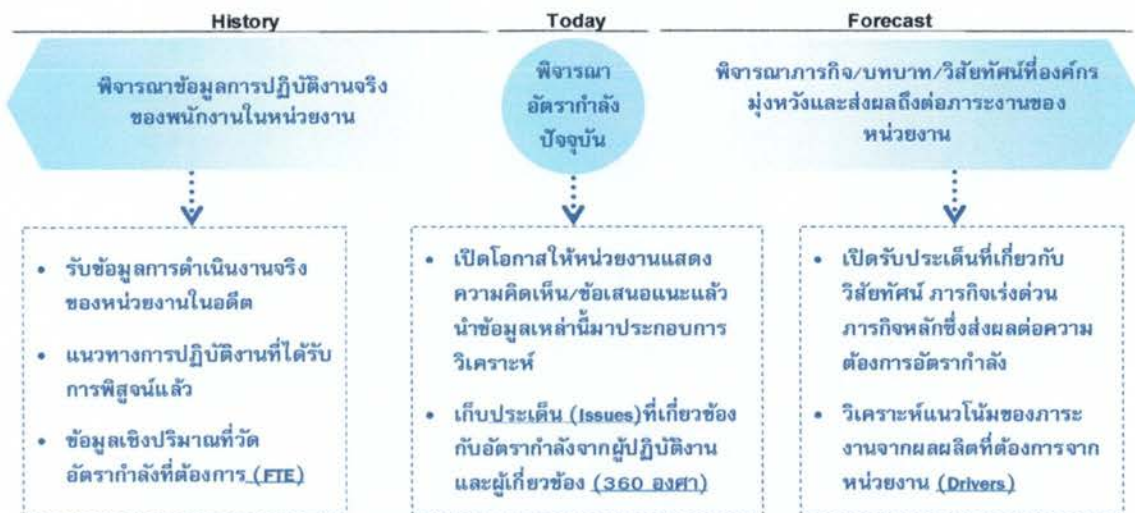 History
Today
Forecast
พิจารณาข้อมูลการปฏิบัติงานจริง
ของพนักงานในหน่วยงาน
พิจารณา
อัตรากำลัง
ปัจจุบัน
พิจารณาภารกิจ/บทบาท/วิสัยทัศน์ที่องค์กร
มุ่งหวังและส่งผลถึงต่อภาระงานของ
หน่วยงาน
• รับข้อมูลการดำเนินงานจริง
ของหน่วยงานในอดีต
• แนวทางการปฏิบัติงานที่ได้รับ
การพิสูจน์แล้ว
• ข้อมูลเชิงปริมาณที่วัด
อัตรากำลังที่ต้องการ (FTE)
• เปิดโอกาสให้หน่วยงานแสดง
ความคิดเห็น/ข้อเสนอแนะแล้ว
นำข้อมูลเหล่านี้มาประกอบการ
วิเคราะห์
• เก็บประเด็น (Issues)ที่เกี่ยวข้อง
กับอัตรากำลังจากผู้ปฏิบัติงาน
และผู้เกี่ยวข้อง (360 องศา)
• เปิดรับประเด็นที่เกี่ยวกับ
วิสัยทัศน์ ภารกิจเร่งด่วน
ภารกิจหลักซึ่งส่งผลต่อความ
ต้องการอัตรากำลัง
• วิเคราะห์แนวโน้มของภาระ
งานจากผลผลิตที่ต้องการจาก
หน่วยงาน (Drivers)